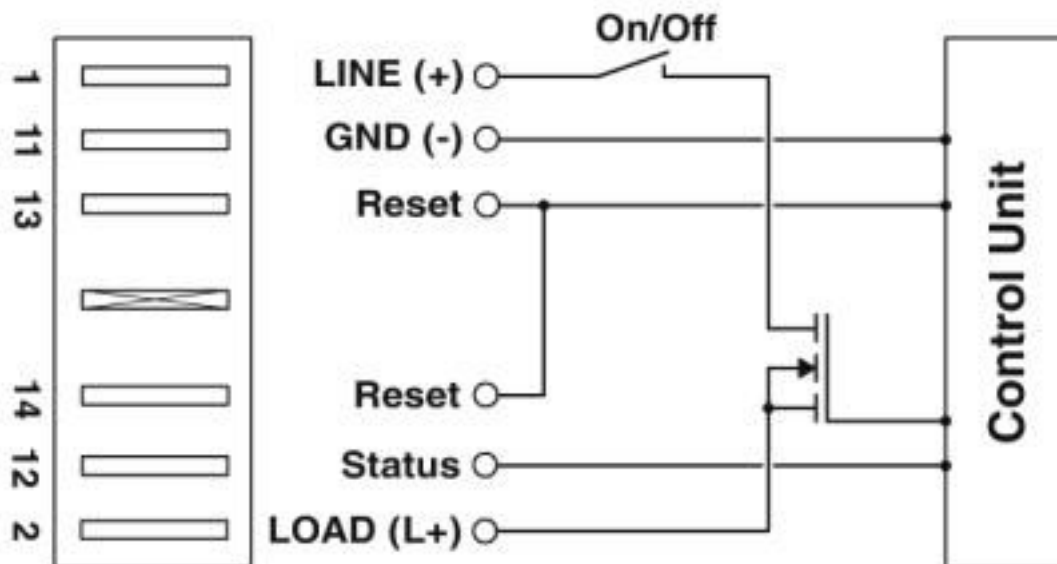 On/Off
1 LINE (+)
11 GND (-)
13 Reset
14 Reset
12 Status
2 LOAD (L+)
Control Unit